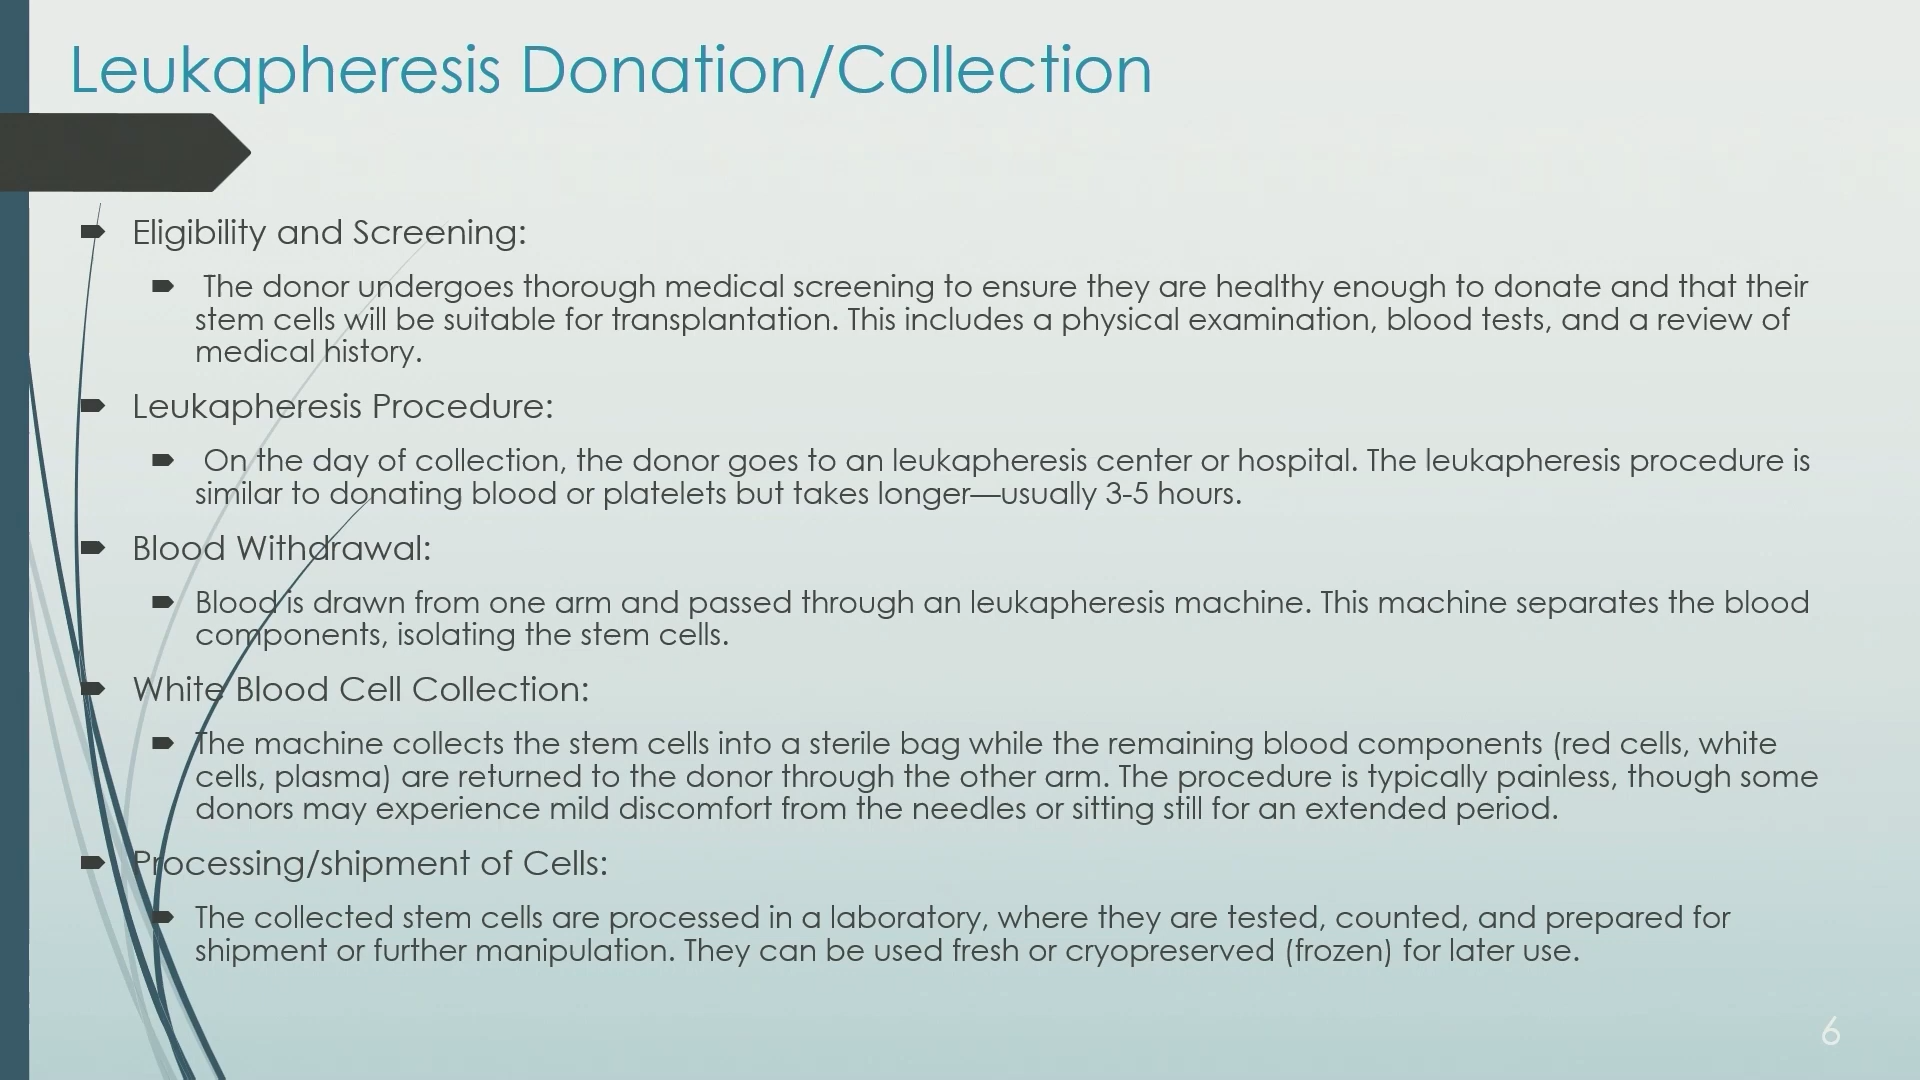 Leukapheresis Donation/Collection
Eligibility and Screening:
The donor undergoes thorough medical screening to ensure they are healthy enough to donate and that their
stem cells will be suitable for transplantation. This includes a physical examination, blood tests, and a review of
medical history.
Leukapheresis Procedure:
On the day of collection, the donor goes to an leukapheresis center or hospital. The leukapheresis procedure is
similar to donating blood or platelets but takes longer—usually 3-5 hours.
Blood Withdrawal:
Blood is drawn from one arm and passed through an leukapheresis machine. This machine separates the blood
components, isolating the stem cells.
White Blood Cell Collection:
The machine collects the stem cells into a sterile bag while the remaining blood components (red cells, white
cells, plasma) are returned to the donor through the other arm. The procedure is typically painless, though some
donors may experience mild discomfort from the needles or sitting still for an extended period.
Processing/shipment of Cells:
The collected stem cells are processed in a laboratory, where they are tested, counted, and prepared for
shipment or further manipulation. They can be used fresh or cryopreserved (frozen) for later use.
6